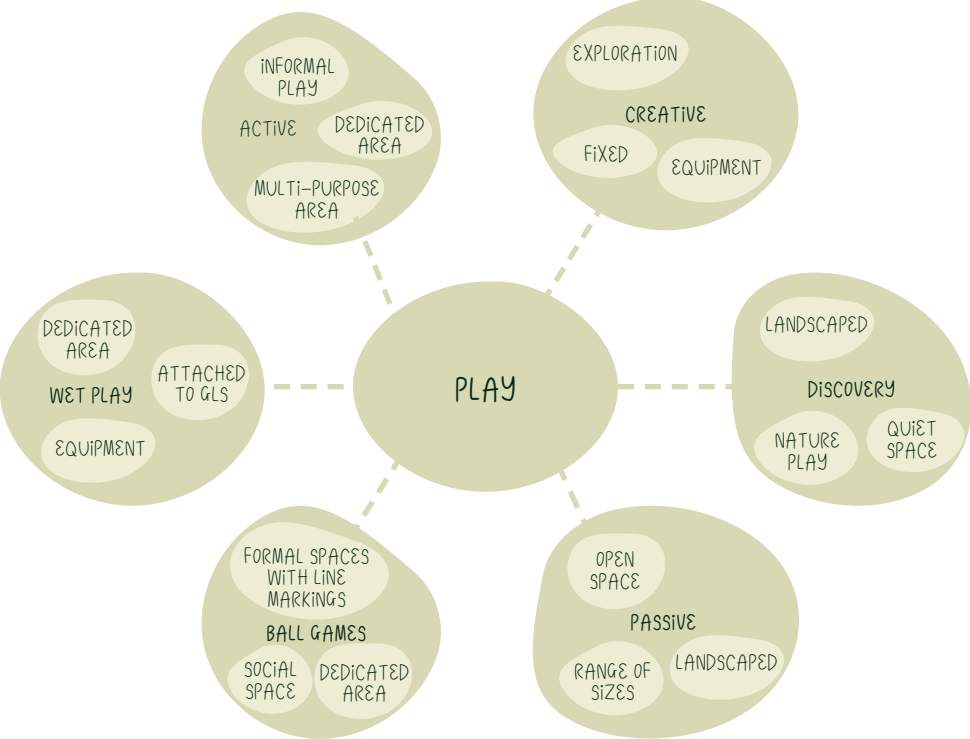 INFORMAL
PLAY
ACTIVE
DEDICATED
AREA
MULTI-PURPOSE
AREA
EXPLORATION
CREATIVE
FIXED
EQUIPMENT
DEDICATED
AREA
WET PLAY
ATTACHED
TO GLS
EQUIPMENT
PLAY
LANDSCAPED
DISCOVERY
NATURE
PLAY
QUIET
SPACE
FORMAL SPACES
WITH LINE
MARKINGS
BALL GAMES
SOCIAL
SPACE
DEDICATED
AREA
OPEN
SPACE
PASSIVE
RANGE OF
SIZES
LANDSCAPED